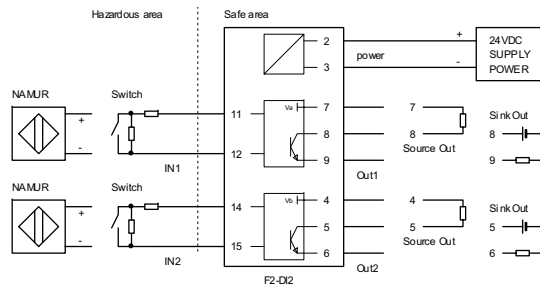 Hazardous area Safe area
2 + 24VDC
SUPPLY
POWER
3 power -
NAMUR Switch 11 Va 7 7
+ Sink Out
8 8 8
- 12 Source Out
9 9
IN1 Out1
NAMUR Switch 14 Vb 4 4
+ Sink Out
5 5 5
- 15 Source Out
6 6
IN2 Out2
F2-DI2